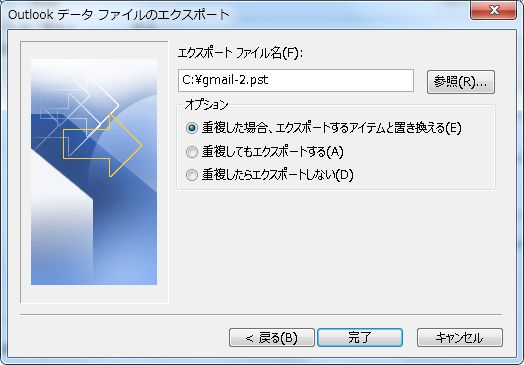 Outlook データ ファイルのエクスポート
エクスポート ファイル名(F):
C:¥gmail-2.pst
参照(R)...
オプション
重複した場合、エクスポートするアイテムと置き換える(E)
重複してもエクスポートする(A)
重複したらエクスポートしない(D)
< 戻る(B)
完了
キャンセル